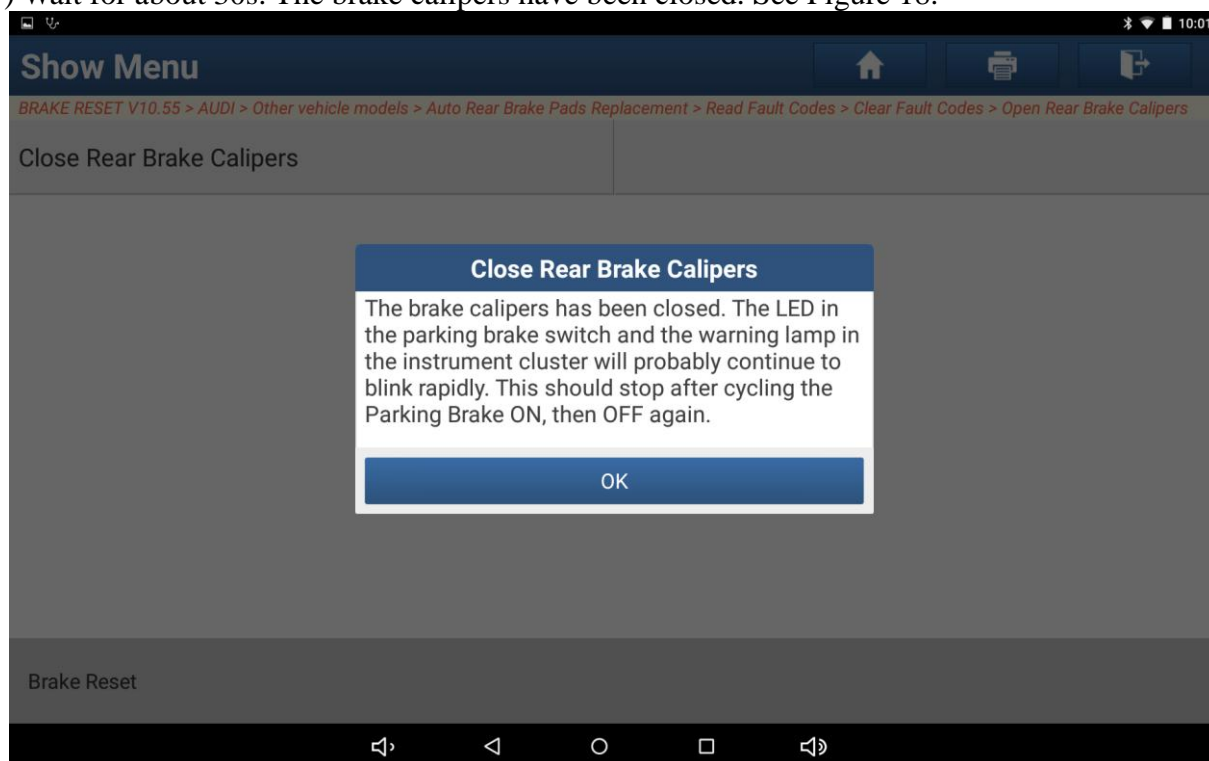 ) Wait for about 30s. The brake calipers have been closed. See Figure 18.
10:01
Show Menu
BRAKE RESET V10.55 > AUDI > Other vehicle models > Auto Rear Brake Pads Replacement > Read Fault Codes > Clear Fault Codes > Open Rear Brake Calipers
Close Rear Brake Calipers
Close Rear Brake Calipers
The brake calipers has been closed. The LED in
the parking brake switch and the warning lamp in
the instrument cluster will probably continue to
blink rapidly. This should stop after cycling the
Parking Brake ON, then OFF again.
OK
Brake Reset